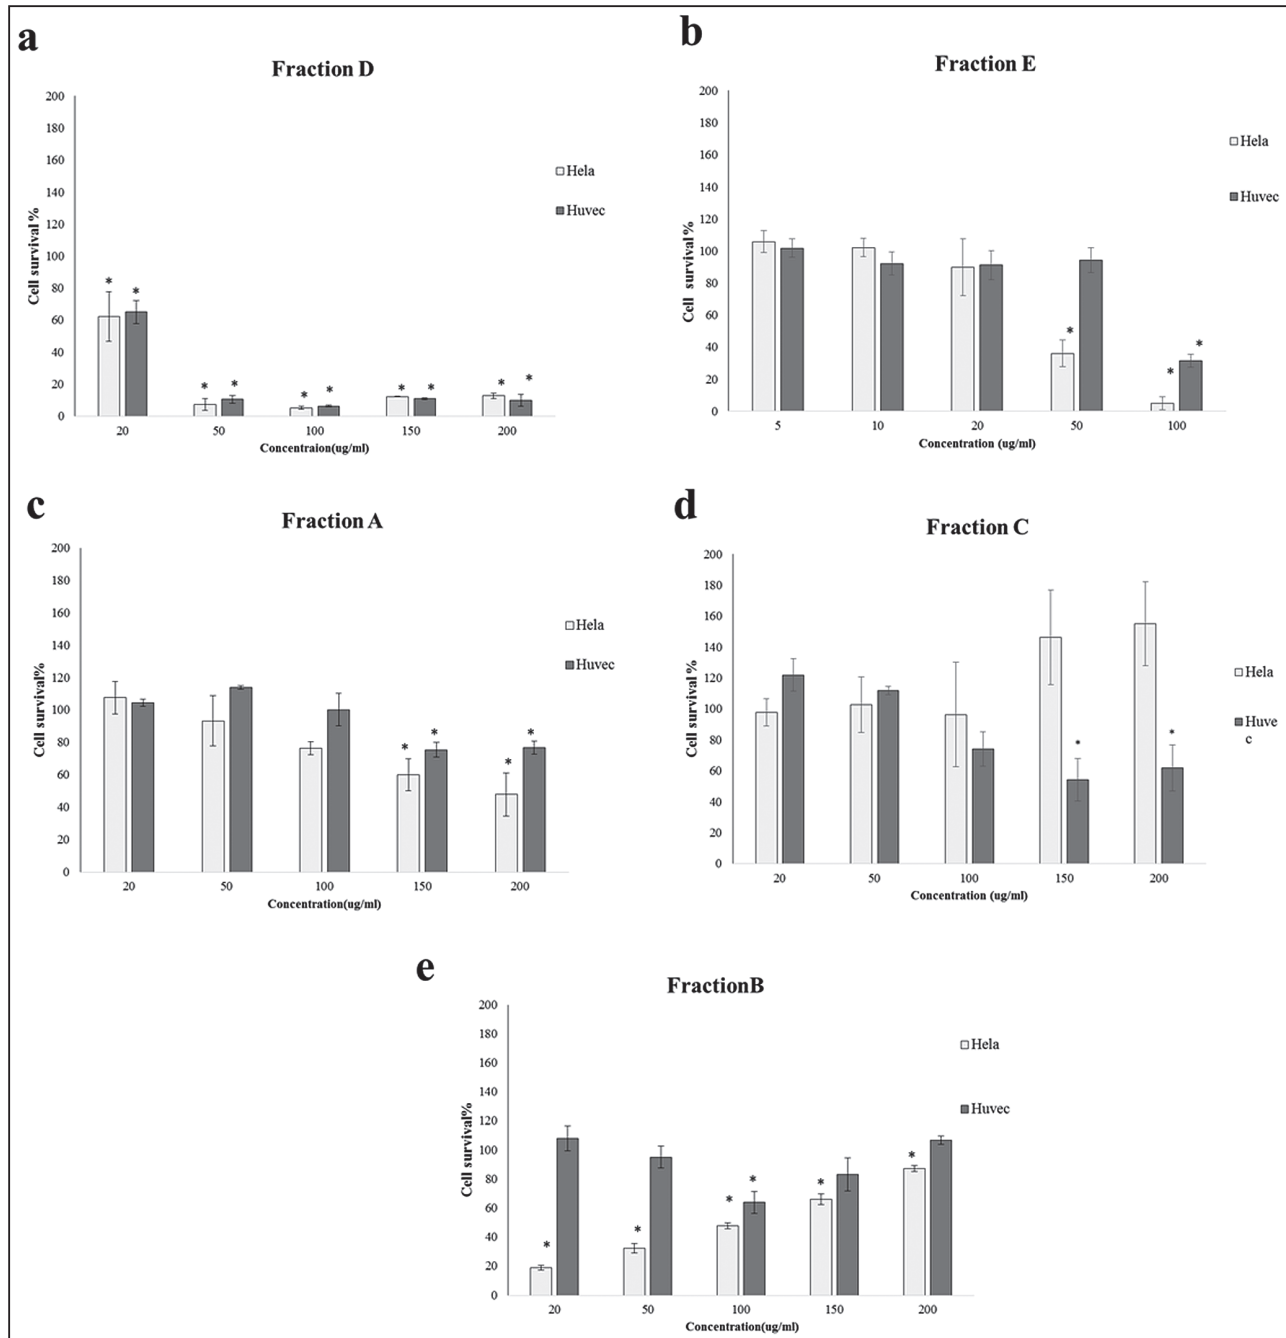 a
Fraction D
200
180
160
140
120
100
80
60
40
20
0
Cell survival %
* *
* *
* *
* *
* *
20 50 100 150 200
Concentraion(ug/ml)
Hela
Huvec
b
Fraction E
200
180
160
140
120
100
80
60
40
20
0
Cell survival %
*
* *
5 10 20 50 100
Concentration (ug/ml)
Hela
Huvec
c
Fraction A
200
180
160
140
120
100
80
60
40
20
0
Cell survival%
* *
* *
20 50 100 150 200
Concentration(ug/ml)
Hela
Huvec
d
Fraction C
200
180
160
140
120
100
80
60
40
20
0
Cell survival %
*
*
20 50 100 150 200
Concentration (ug/ml)
Hela
Huve
c
e
FractionB
200
180
160
140
120
100
80
60
40
20
0
Cell survival%
*
*
* *
*
*
20 50 100 150 200
Concentration(ug/ml)
Hela
Huvec